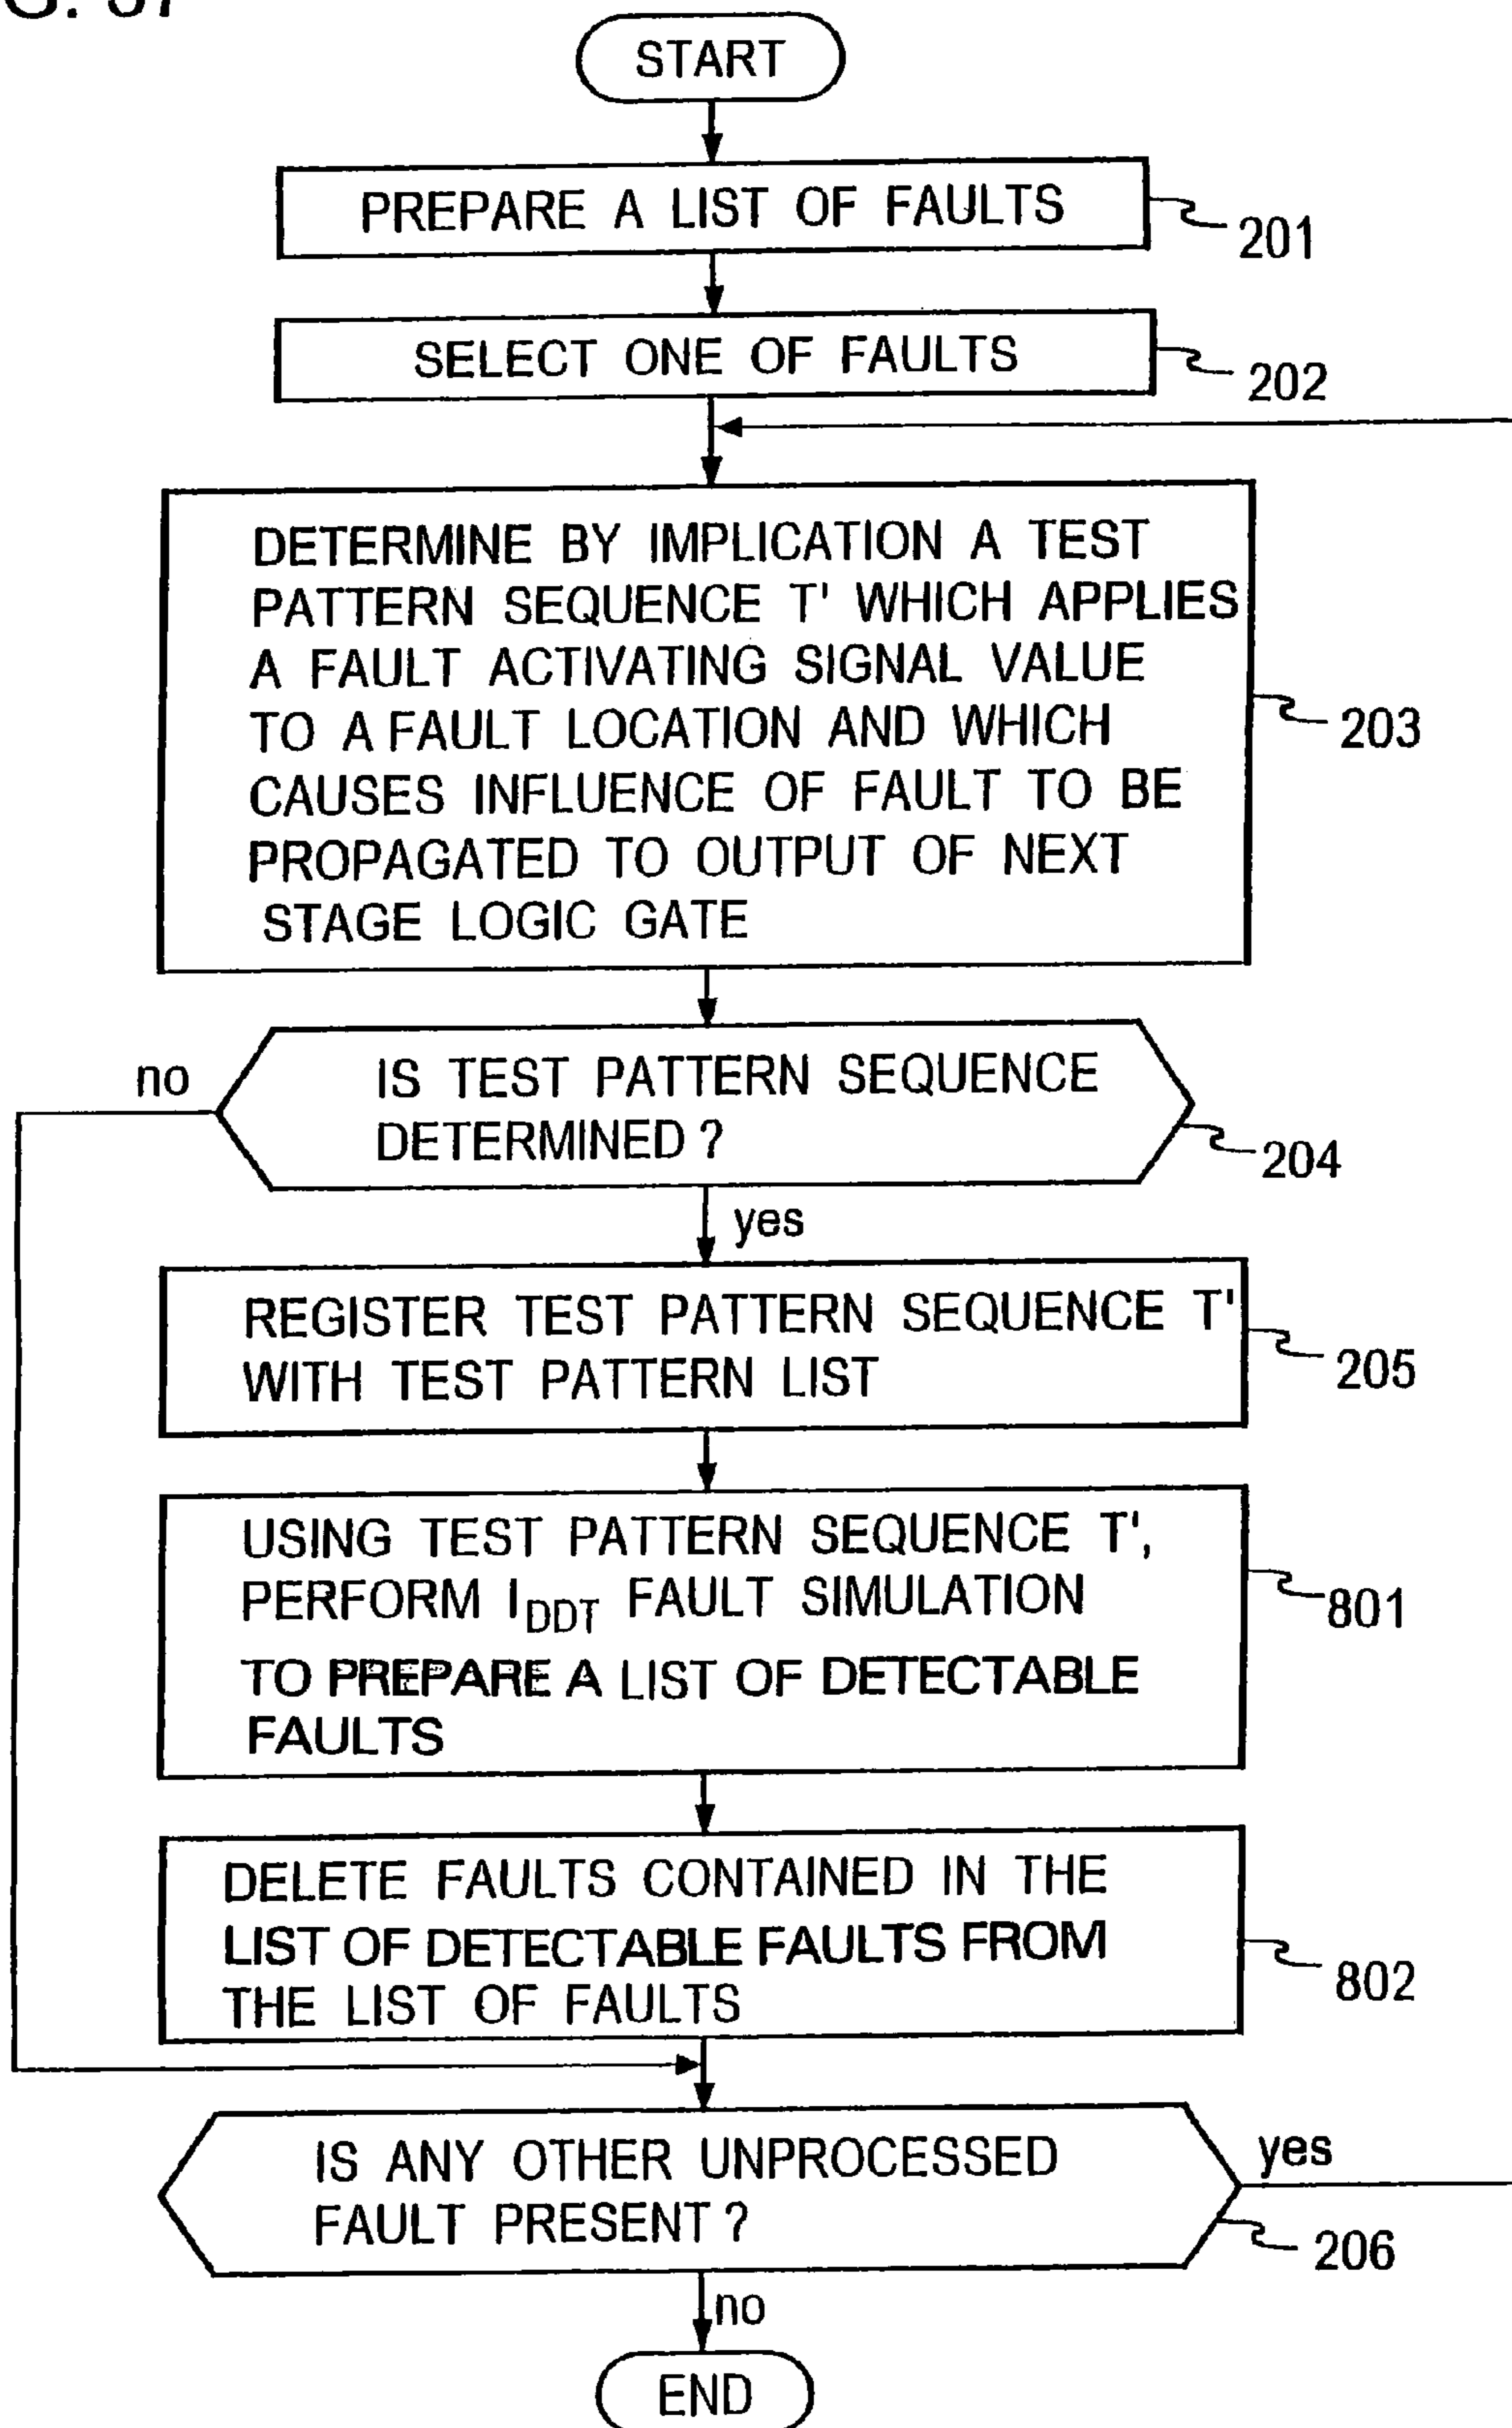 START
PREPARE A LIST OF FAULTS
201
SELECT ONE OF FAULTS
202
DETERMINE BY IMPLICATION A TEST
PATTERN SEQUENCE T' WHICH APPLIES
A FAULT ACTIVATING SIGNAL VALUE
TO A FAULT LOCATION AND WHICH
CAUSES INFLUENCE OF FAULT TO BE
PROPAGATED TO OUTPUT OF NEXT
STAGE LOGIC GATE
203
no
IS TEST PATTERN SEQUENCE
DETERMINED ?
204
yes
REGISTER TEST PATTERN SEQUENCE T'
WITH TEST PATTERN LIST
205
USING TEST PATTERN SEQUENCE T',
PERFORM IDDT FAULT SIMULATION
TO PREPARE A LIST OF DETECTABLE
FAULTS
801
DELETE FAULTS CONTAINED IN THE
LIST OF DETECTABLE FAULTS FROM
THE LIST OF FAULTS
802
IS ANY OTHER UNPROCESSED
FAULT PRESENT ?
yes
206
no
END